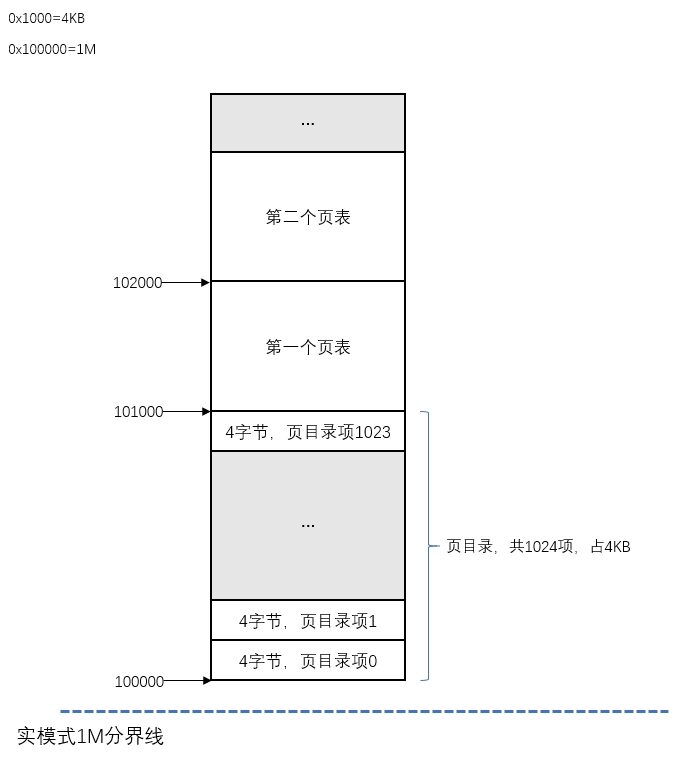 0x1000=4KB
0x100000=1M
...
第二个页表
102000
第一个页表
101000
4字节，页目录项1023
...
页目录，共1024项，占4KB
4字节，页目录项1
4字节，页目录项0
100000
实模式1M分界线